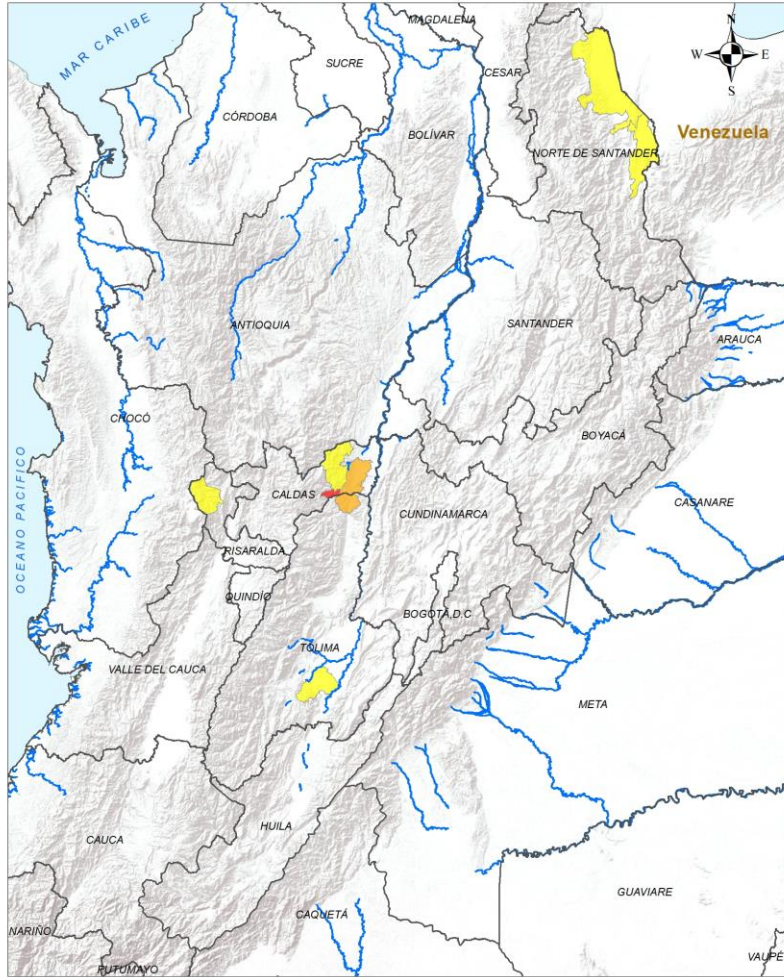 MAGDALENA
N
W E
S
MAR CARIBE
SUCRE
CESAR
CÓRDOBA
BOLÍVAR
Venezuela
NORTE DE SANTANDER
ANTIOQUIA
SANTANDER
ARAUCA
CHOCÓ
BOYACÁ
OCEANO PACIFICO
CALDAS
CASANARE
CUNDINAMARCA
RISARALDA
QUINDÍO
BOGOTÁ D.C
TOLIMA
VALLE DEL CAUCA
META
HUILA
CAUCA
GUAVIARE
CAQUETÁ
NARIÑO
VAUPÉ
PUTUMAYO